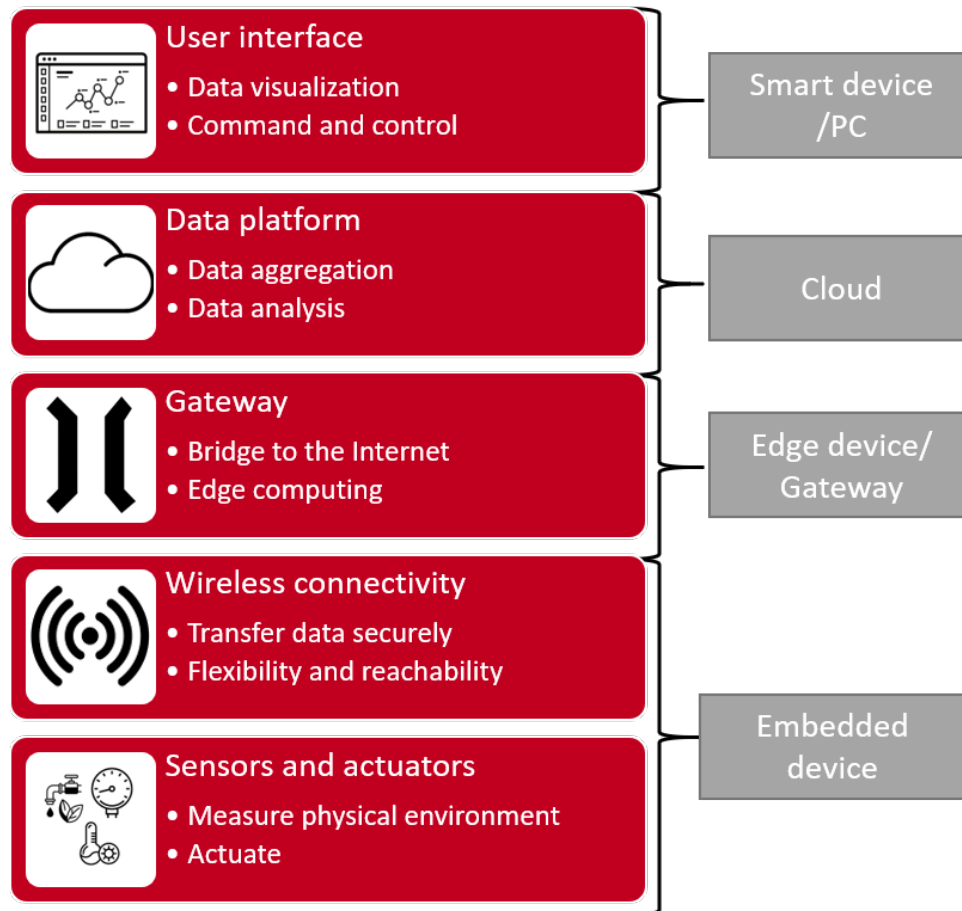 User interface
• Data visualization
• Command and control
Smart device
/PC
Data platform
• Data aggregation
• Data analysis
Cloud
Gateway
• Bridge to the Internet
• Edge computing
Edge device/
Gateway
Wireless connectivity
• Transfer data securely
• Flexibility and reachability
Sensors and actuators
• Measure physical environment
• Actuate
Embedded
device